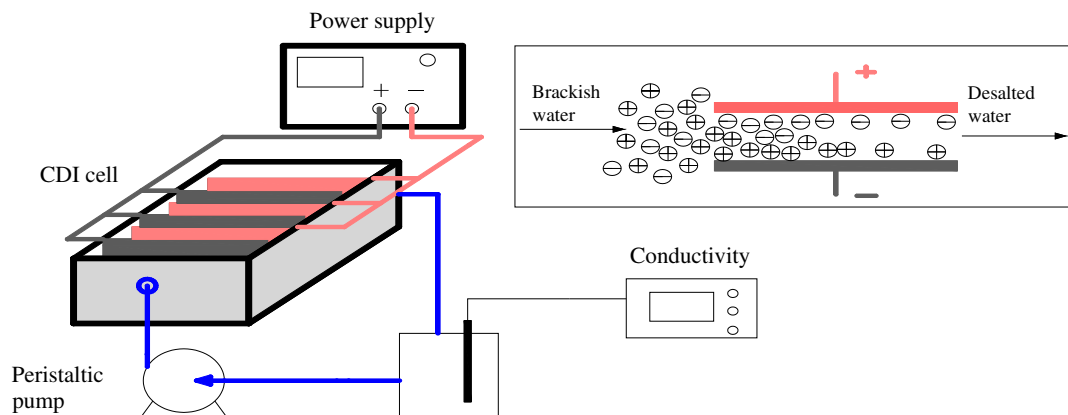 Power supply
+ −
CDI cell
Brackish
water
+
−
Desalted
water
Conductivity
Peristaltic
pump